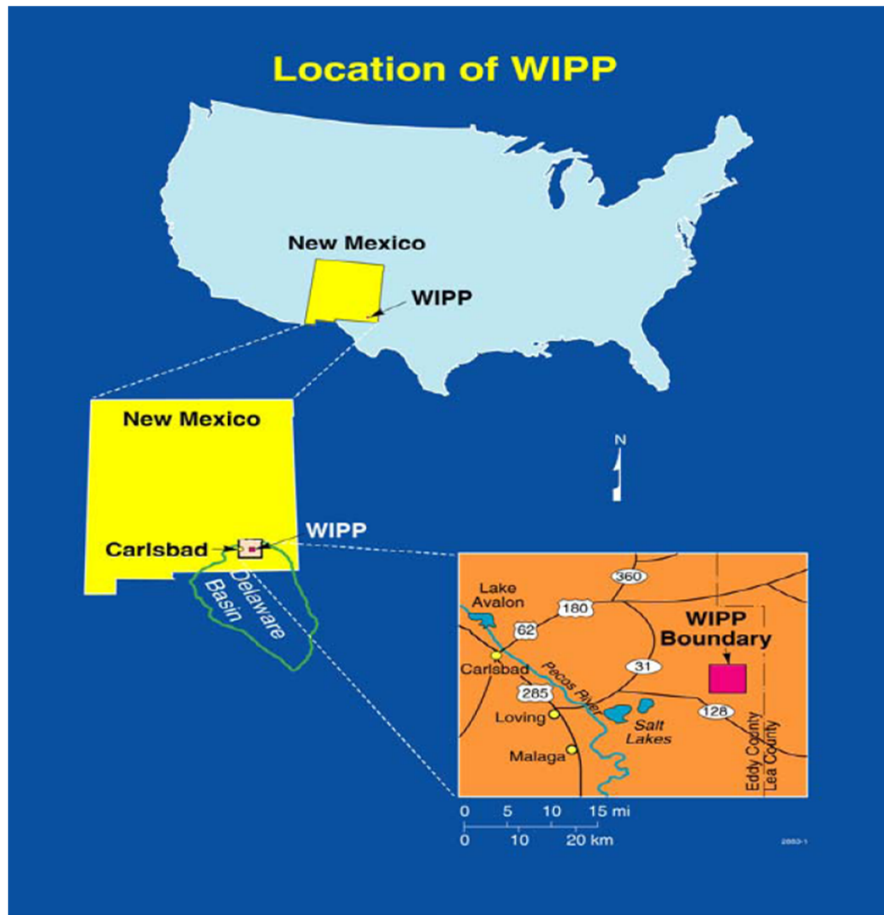 Location of WIPP
New Mexico
WIPP
New Mexico
WIPP
Carlsbad
Delaware
Basin
N
Lake
Avalon
360
180
62
WIPP
Boundary
Carlsbad
Pecos River
31
285
128
Loving
Salt
Lakes
Malaga
Eddy County
Lea County
0 5 10 15 mi
0 10 20 km
2880-1